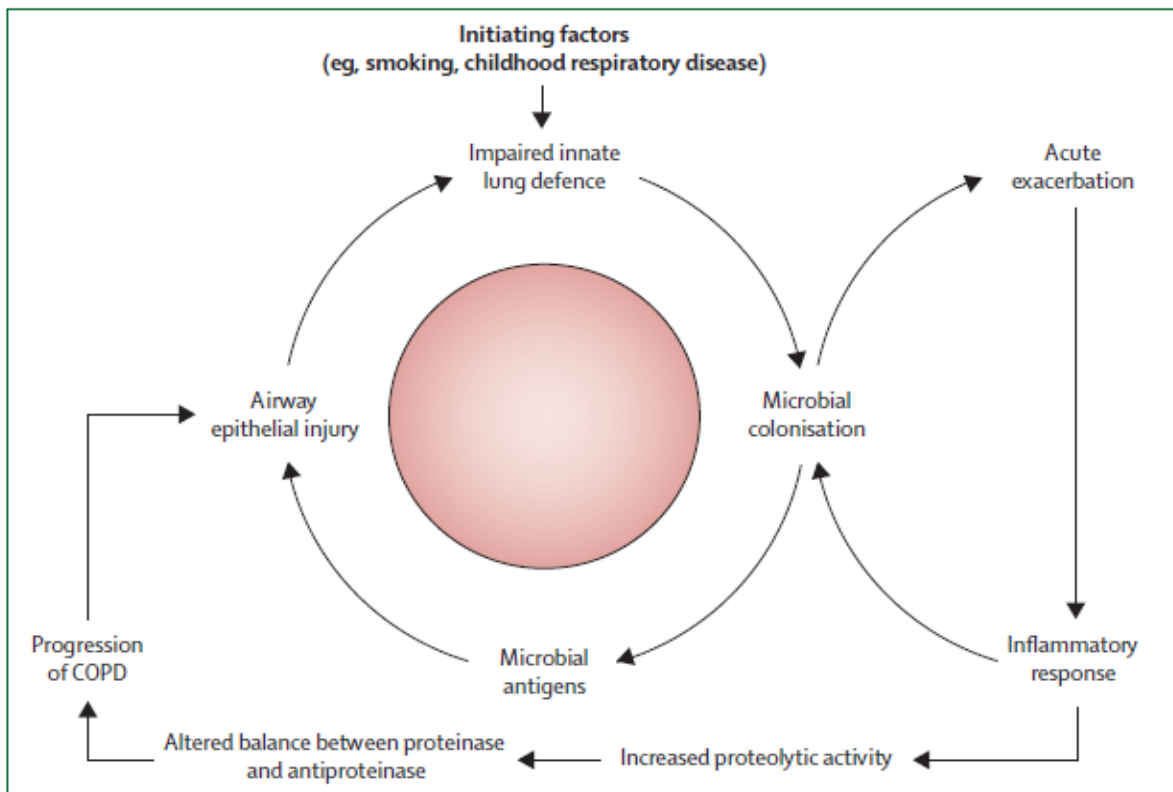 Initiating factors
(eg, smoking, childhood respiratory disease)
Impaired innate
lung defence
Acute
exacerbation
Airway
epithelial injury
Microbial
colonisation
Progression
of COPD
Microbial
antigens
Inflammatory
response
Altered balance between proteinase
and antiproteinase
Increased proteolytic activity